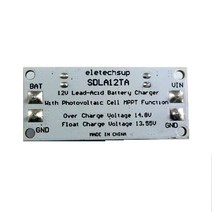 eletechsup
BAT SDLA12TA VIN
12V Lead-Acid Battery Charger
With Photovoltaic Cell MPPT Function
Over Charge Voltage 14.8V
Float Charge Voltage 13.55V
GND MADE IN CHINA GND